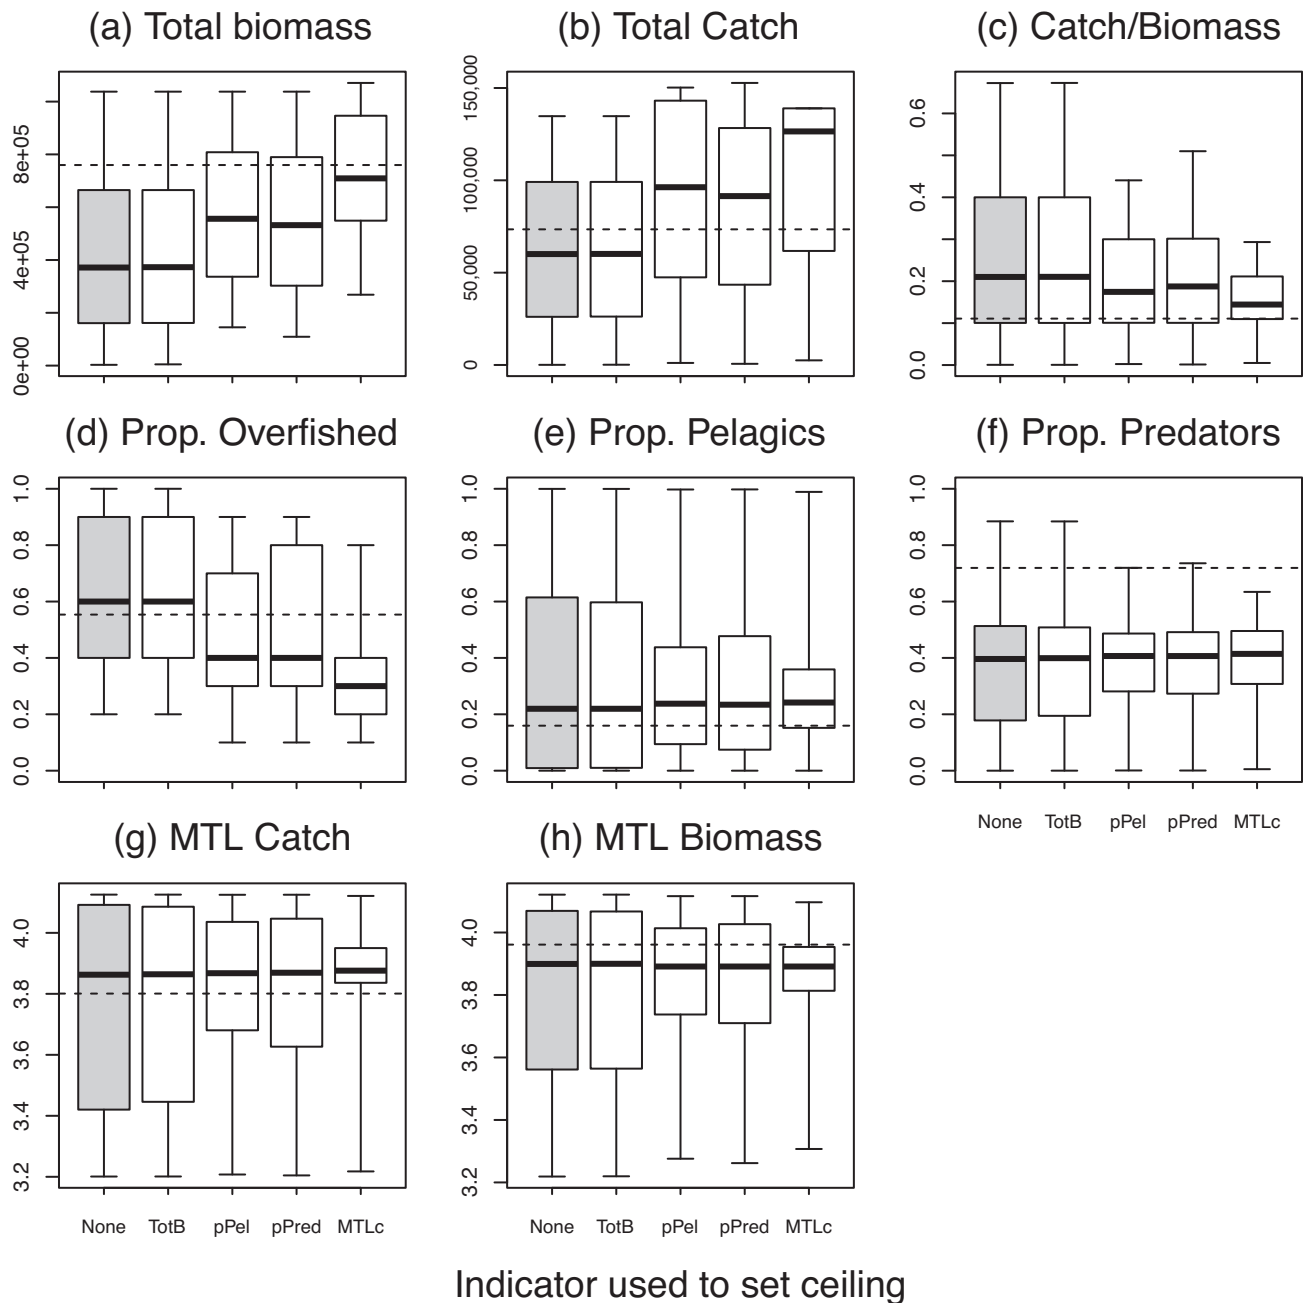 (a) Total biomass
(b) Total Catch
(c) Catch/Biomass
8e+05
4e+05
0e+00
150,000
100,000
50,000
0
0.6
0.4
0.2
0.0
(d) Prop. Overfished
(e) Prop. Pelagics
(f) Prop. Predators
1.0
0.8
0.6
0.4
0.2
0.0
1.0
0.8
0.6
0.4
0.2
0.0
1.0
0.8
0.6
0.4
0.2
0.0
None TotB pPel pPred MTLc
(g) MTL Catch
(h) MTL Biomass
4.0
3.8
3.6
3.4
3.2
4.0
3.8
3.6
3.4
3.2
None TotB pPel pPred MTLc
None TotB pPel pPred MTLc
Indicator used to set ceiling